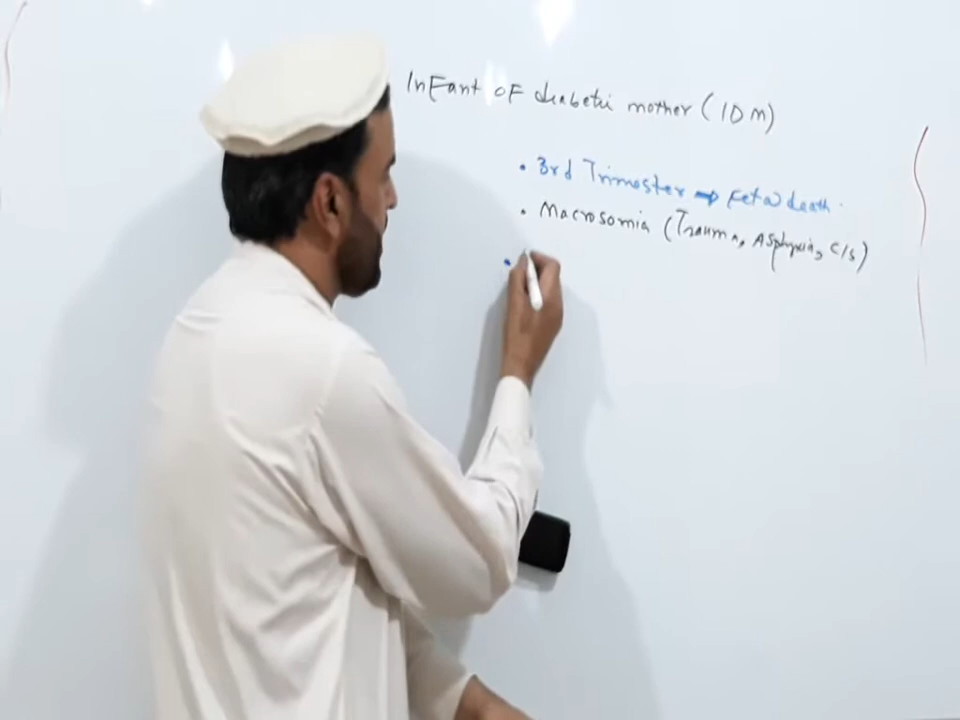 Infant of diabetic mother (IDM)
• 3rd Trimester → Fetal death.
• Macrosomia (Trauma, Asphyxia, C/S)
•